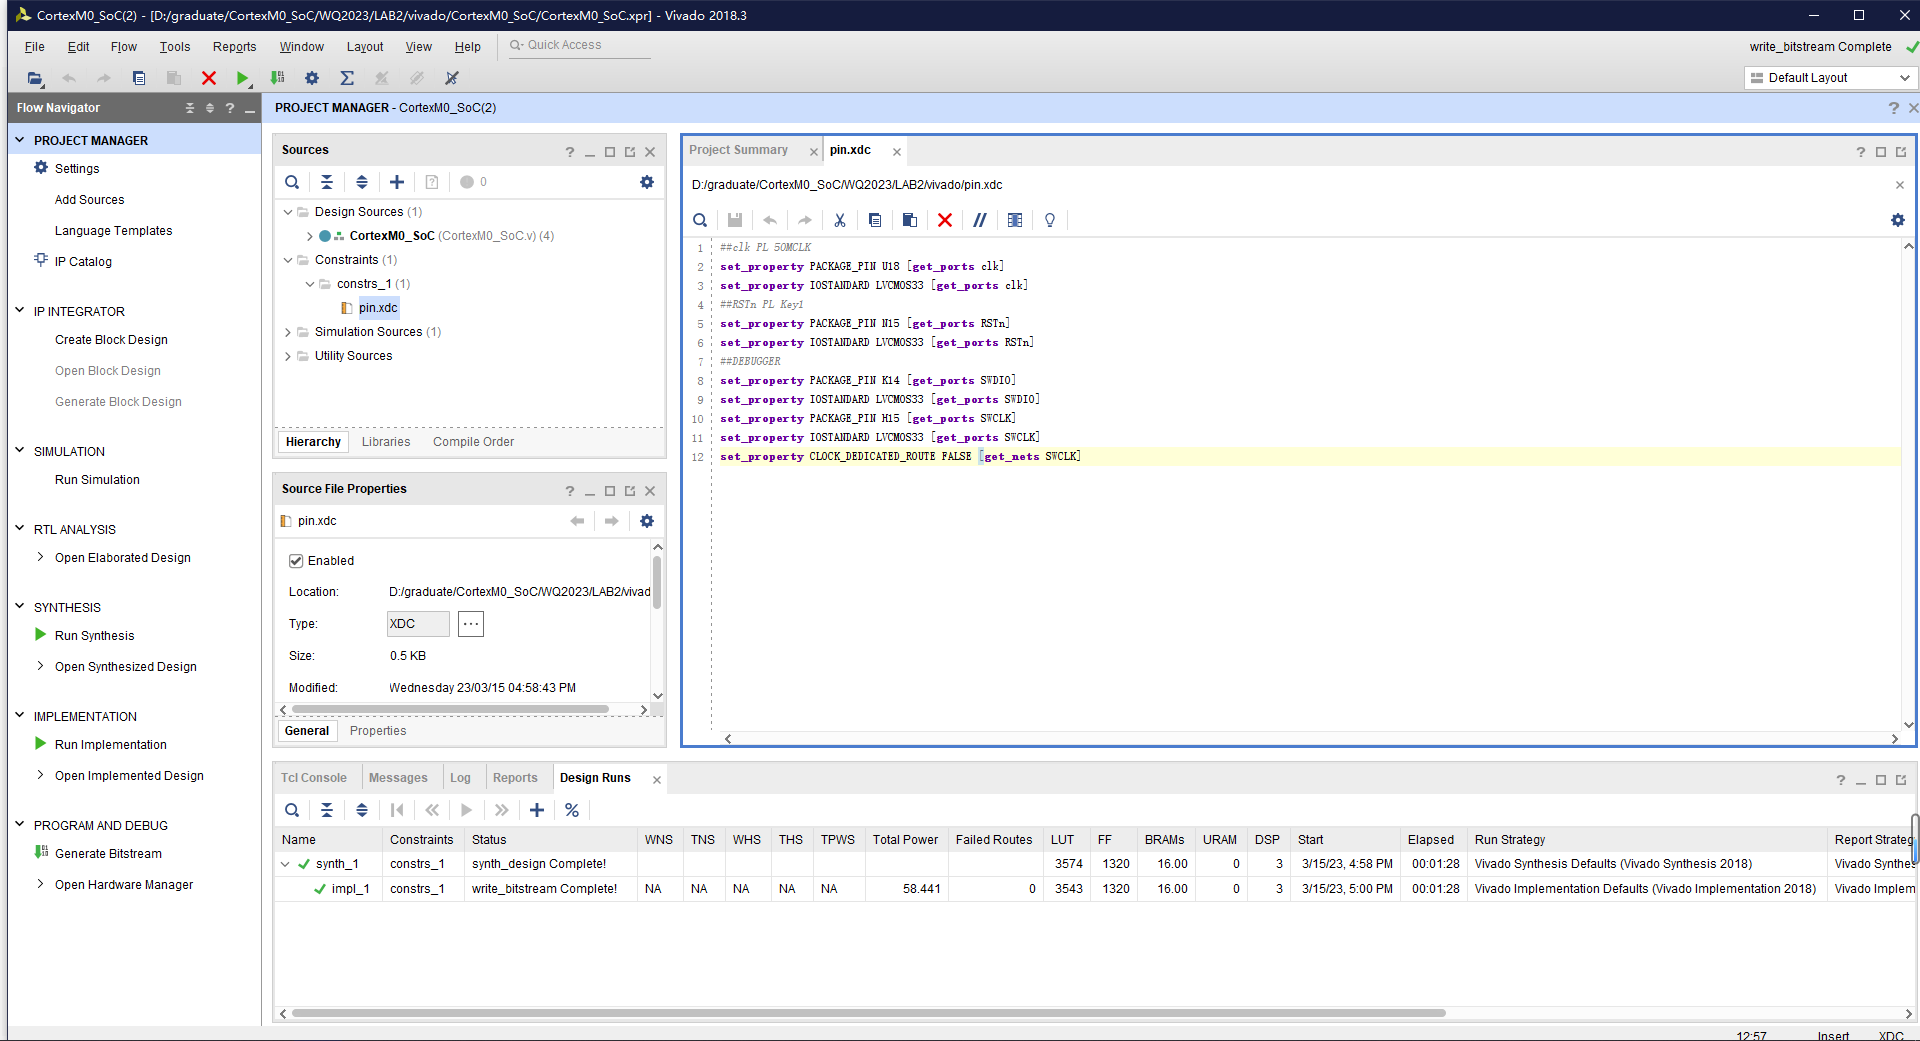 CortexM0_SoC(2) - [D:/graduate/CortexM0_SoC/WQ2023/LAB2/vivado/CortexM0_SoC/CortexM0_SoC.xpr] - Vivado 2018.3
File Edit Flow Tools Reports Window Layout View Help Quick Access
write_bitstream Complete
Default Layout
Flow Navigator
PROJECT MANAGER
Settings
Add Sources
Language Templates
IP Catalog
IP INTEGRATOR
Create Block Design
Open Block Design
Generate Block Design
SIMULATION
Run Simulation
RTL ANALYSIS
Open Elaborated Design
SYNTHESIS
Run Synthesis
Open Synthesized Design
IMPLEMENTATION
Run Implementation
Open Implemented Design
PROGRAM AND DEBUG
Generate Bitstream
Open Hardware Manager
PROJECT MANAGER - CortexM0_SoC(2)
Sources
0
Design Sources (1)
CortexM0_SoC (CortexM0_SoC.v) (4)
Constraints (1)
constrs_1 (1)
pin.xdc
Simulation Sources (1)
Utility Sources
Hierarchy Libraries Compile Order
Source File Properties
pin.xdc
Enabled
Location: D:/graduate/CortexM0_SoC/WQ2023/LAB2/vivad
Type: XDC
Size: 0.5 KB
Modified: Wednesday 23/03/15 04:58:43 PM
General Properties
Project Summary pin.xdc
D:/graduate/CortexM0_SoC/WQ2023/LAB2/vivado/pin.xdc
1 ##clk PL 50MCLK
2 set_property PACKAGE_PIN U18 [get_ports clk]
3 set_property IOSTANDARD LVCMOS33 [get_ports clk]
4 ##RSTn PL Key1
5 set_property PACKAGE_PIN N15 [get_ports RSTn]
6 set_property IOSTANDARD LVCMOS33 [get_ports RSTn]
7 ##DEBUGGER
8 set_property PACKAGE_PIN K14 [get_ports SWDIO]
9 set_property IOSTANDARD LVCMOS33 [get_ports SWDIO]
10 set_property PACKAGE_PIN H15 [get_ports SWCLK]
11 set_property IOSTANDARD LVCMOS33 [get_ports SWCLK]
12 set_property CLOCK_DEDICATED_ROUTE FALSE [get_nets SWCLK]
Tcl Console Messages Log Reports Design Runs
Name Constraints Status WNS TNS WHS THS TPWS Total Power Failed Routes LUT FF BRAMs URAM DSP Start Elapsed Run Strategy Report Strateg
synth_1 constrs_1 synth_design Complete! 3574 1320 16.00 0 3 3/15/23, 4:58 PM 00:01:28 Vivado Synthesis Defaults (Vivado Synthesis 2018) Vivado Synthes
impl_1 constrs_1 write_bitstream Complete! NA NA NA NA NA 58.441 0 3543 1320 16.00 0 3 3/15/23, 5:00 PM 00:01:28 Vivado Implementation Defaults (Vivado Implementation 2018) Vivado Implem
12:57 Insert XDC